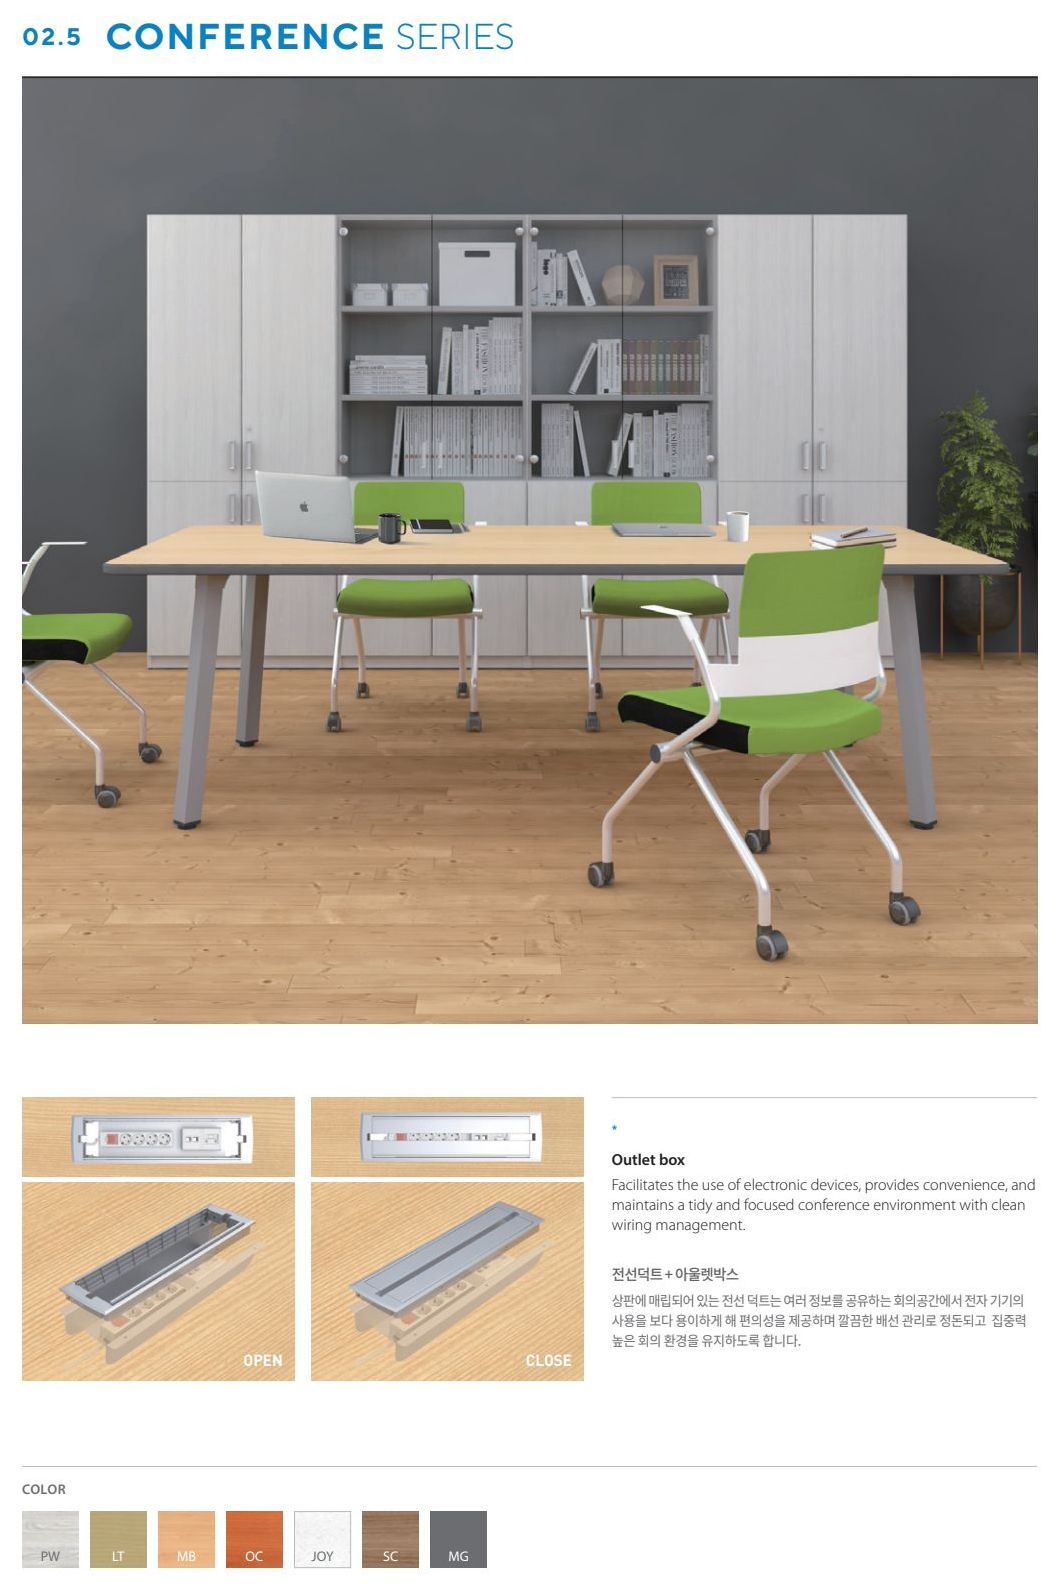 02.5 CONFERENCE SERIES
OPEN
CLOSE
*
Outlet box
Facilitates the use of electronic devices, provides convenience, and
maintains a tidy and focused conference environment with clean
wiring management.
전선덕트 + 아울렛박스
상판에 매립되어 있는 전선 덕트는 여러 정보를 공유하는 회의공간에서 전자 기기의
사용을 보다 용이하게 해 편의성을 제공하며 깔끔한 배선 관리로 정돈되고 집중력
높은 회의 환경을 유지하도록 합니다.
COLOR
PW LT MB OC JOY SC MG